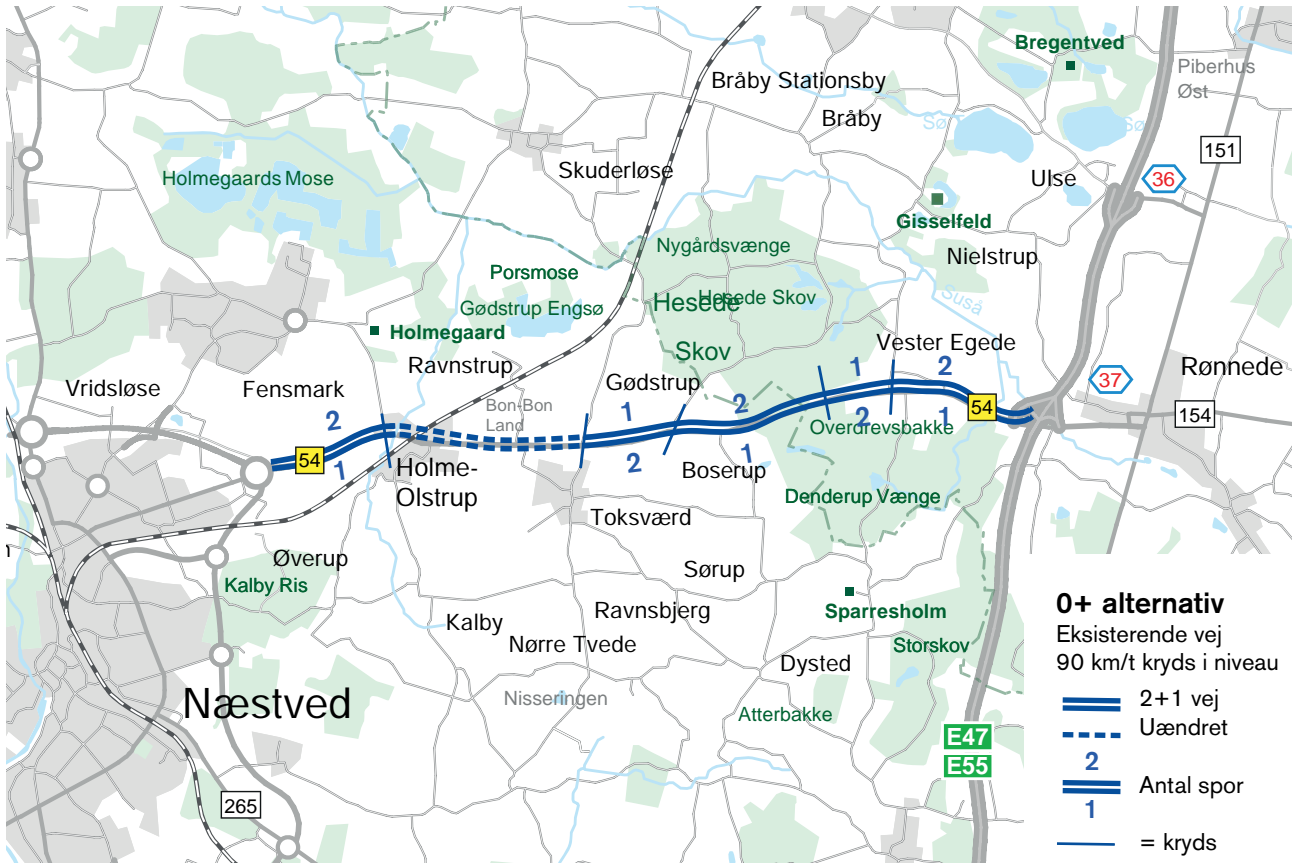 Bregentved
Piberhus
Øst
Bråby Stationsby
Bråby
Sø
Sø
151
Skuderløse
Holmegaards Mose
Ulse
36
Gisselfeld
Nygårdsvænge
Nielstrup
Porsmose
Hesede Skov
Hesede
Skov
Suså
Gødstrup Engsø
Holmegaard
Ravnstrup
Vester Egede
Rønnede
37
Vridsløse
Fensmark
Gødstrup
1
2
Bon-Bon
Land
2
1
2
54
154
54
1
2
1
2
1
Overdrevsbakke
Holme-
Olstrup
Boserup
Denderup Vænge
Toksværd
Øverup
Kalby Ris
Sørup
Sparresholm
Ravnsbjerg
Kalby
Nørre Tvede
Storskov
Dysted
Nisseringen
Næstved
Atterbakke
E47
E55
265
0+ alternativ
Eksisterende vej
90 km/t kryds i niveau
2+1 vej
Uændret
2
Antal spor
1
= kryds